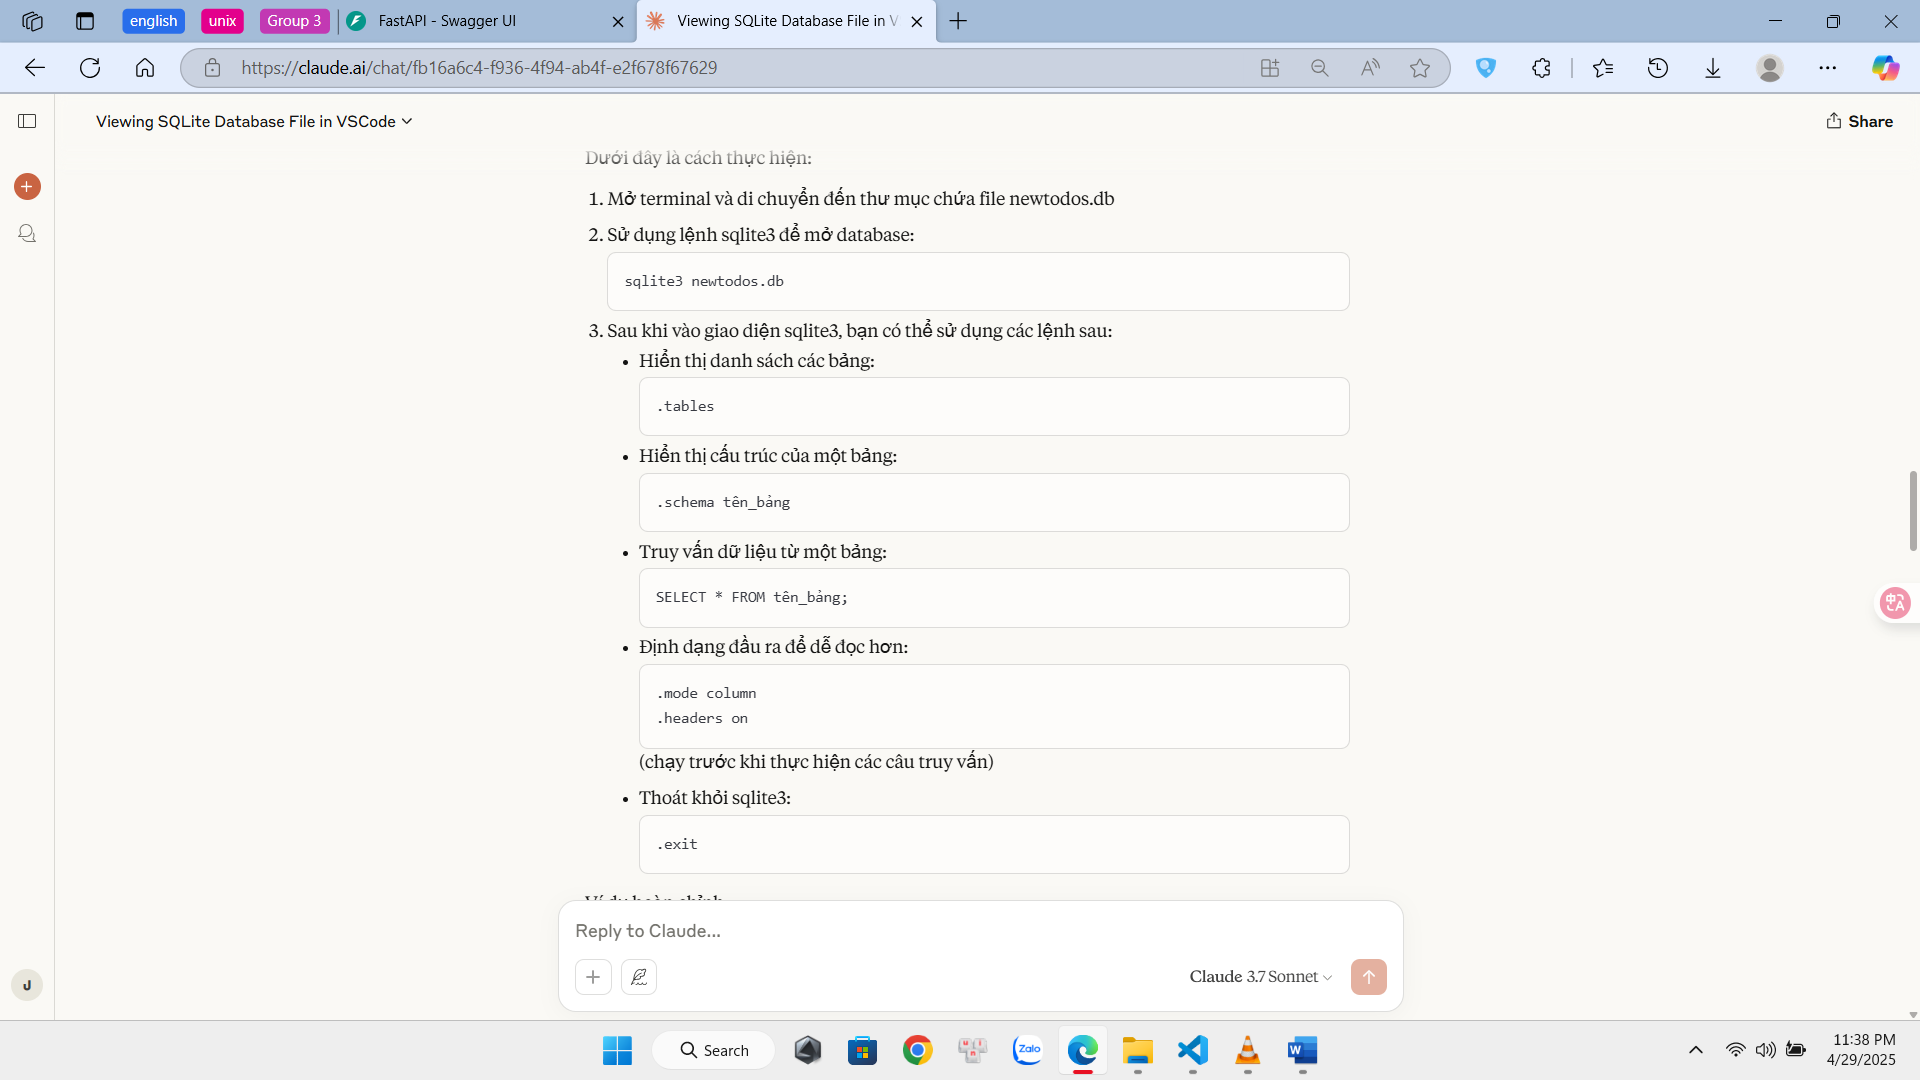 english
unix
Group 3
FastAPI - Swagger UI
Viewing SQLite Database File in V
https://claude.ai/chat/fb16a6c4-f936-4f94-ab4f-e2f678f67629
Viewing SQLite Database File in VSCode
Share
Dưới đây là cách thực hiện:
1. Mở terminal và di chuyển đến thư mục chứa file newtodos.db
2. Sử dụng lệnh sqlite3 để mở database:
sqlite3 newtodos.db
3. Sau khi vào giao diện sqlite3, bạn có thể sử dụng các lệnh sau:
• Hiển thị danh sách các bảng:
.tables
• Hiển thị cấu trúc của một bảng:
.schema tên_bảng
• Truy vấn dữ liệu từ một bảng:
SELECT * FROM tên_bảng;
• Định dạng đầu ra để dễ đọc hơn:
.mode column
.headers on
(chạy trước khi thực hiện các câu truy vấn)
• Thoát khỏi sqlite3:
.exit
Ví dụ hoàn chỉnh
Reply to Claude...
Claude 3.7 Sonnet
J
Search
Zalo
11:38 PM
4/29/2025